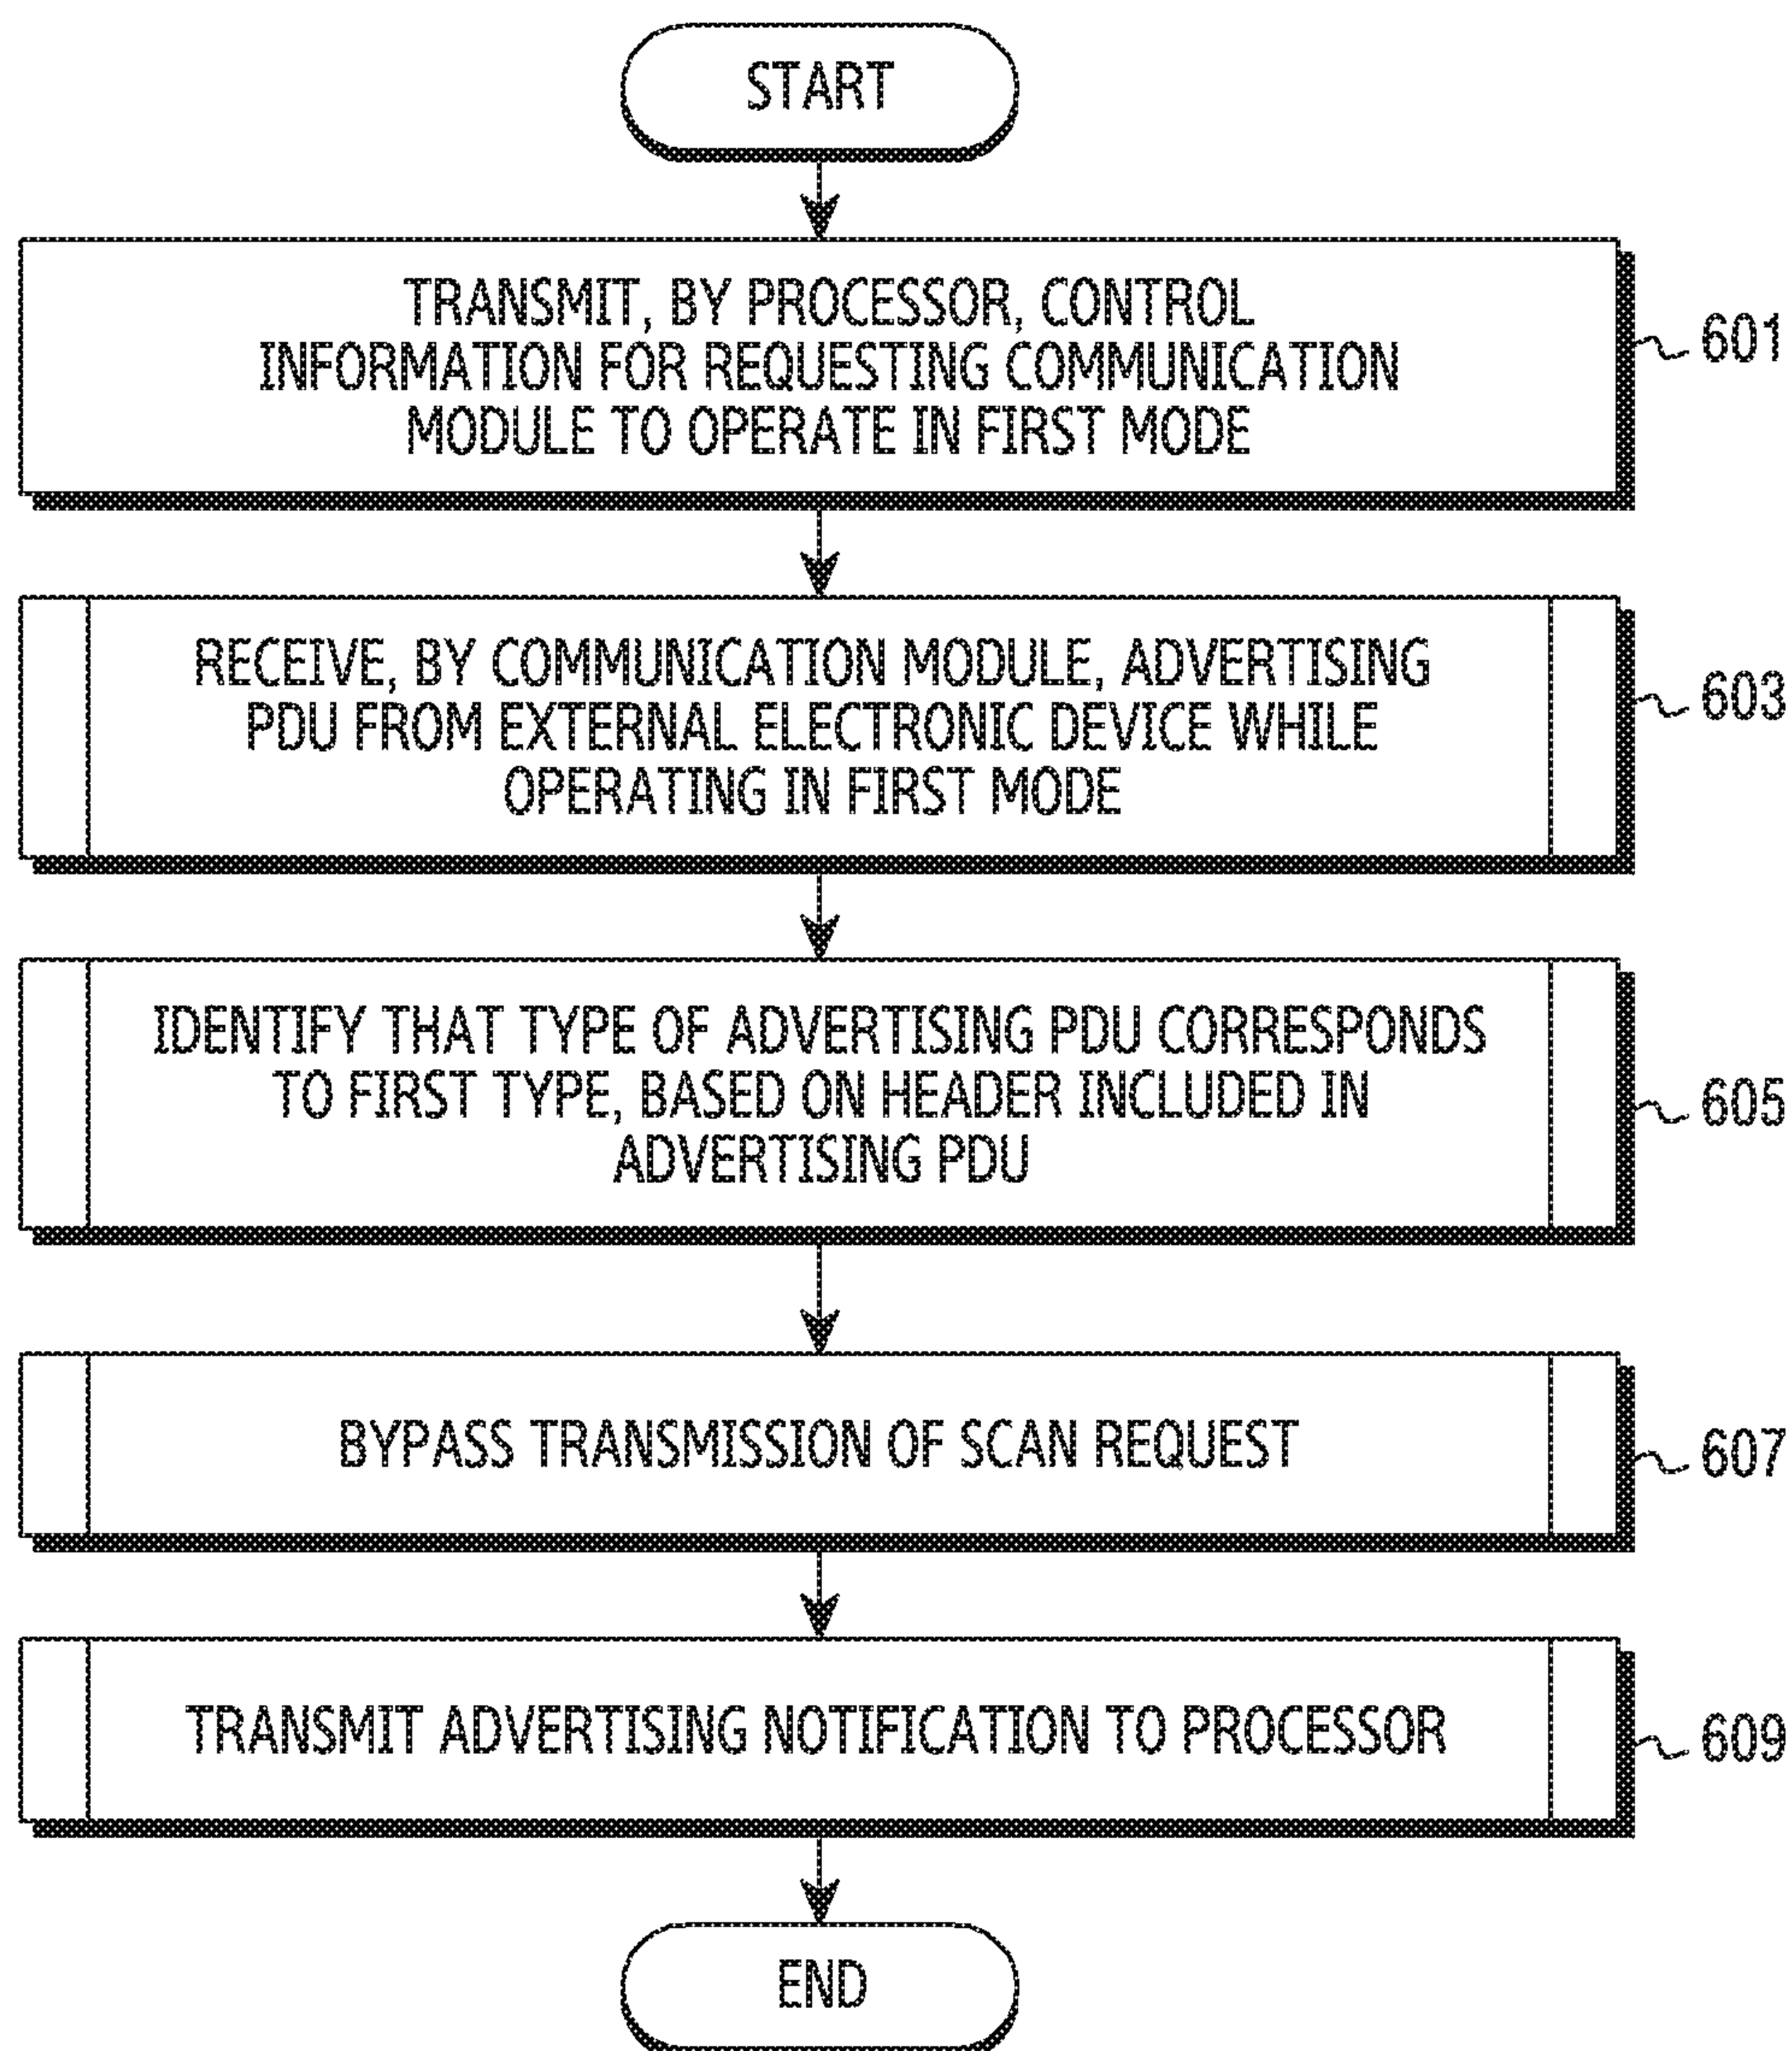 START
TRANSMIT, BY PROCESSOR, CONTROL
INFORMATION FOR REQUESTING COMMUNICATION
MODULE TO OPERATE IN FIRST MODE
601
RECEIVE, BY COMMUNICATION MODULE, ADVERTISING
PDU FROM EXTERNAL ELECTRONIC DEVICE WHILE
OPERATING IN FIRST MODE
603
IDENTIFY THAT TYPE OF ADVERTISING PDU CORRESPONDS
TO FIRST TYPE, BASED ON HEADER INCLUDED IN
ADVERTISING PDU
605
BYPASS TRANSMISSION OF SCAN REQUEST
607
TRANSMIT ADVERTISING NOTIFICATION TO PROCESSOR
609
END